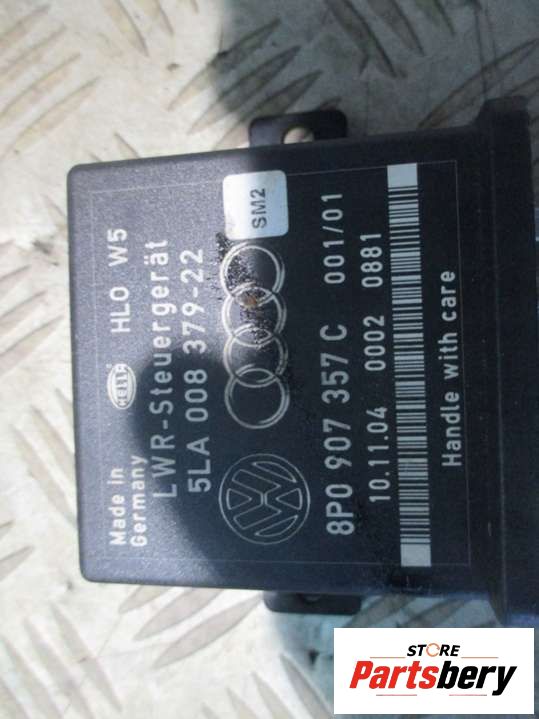 Made in
Germany
HELLA
HLO W5
LWR-Steuergerät
5LA 008 379-22
SM2
8P0 907 357 C 001/01
10.11.04 0002 0881
Handle with care
STORE
Partsbery